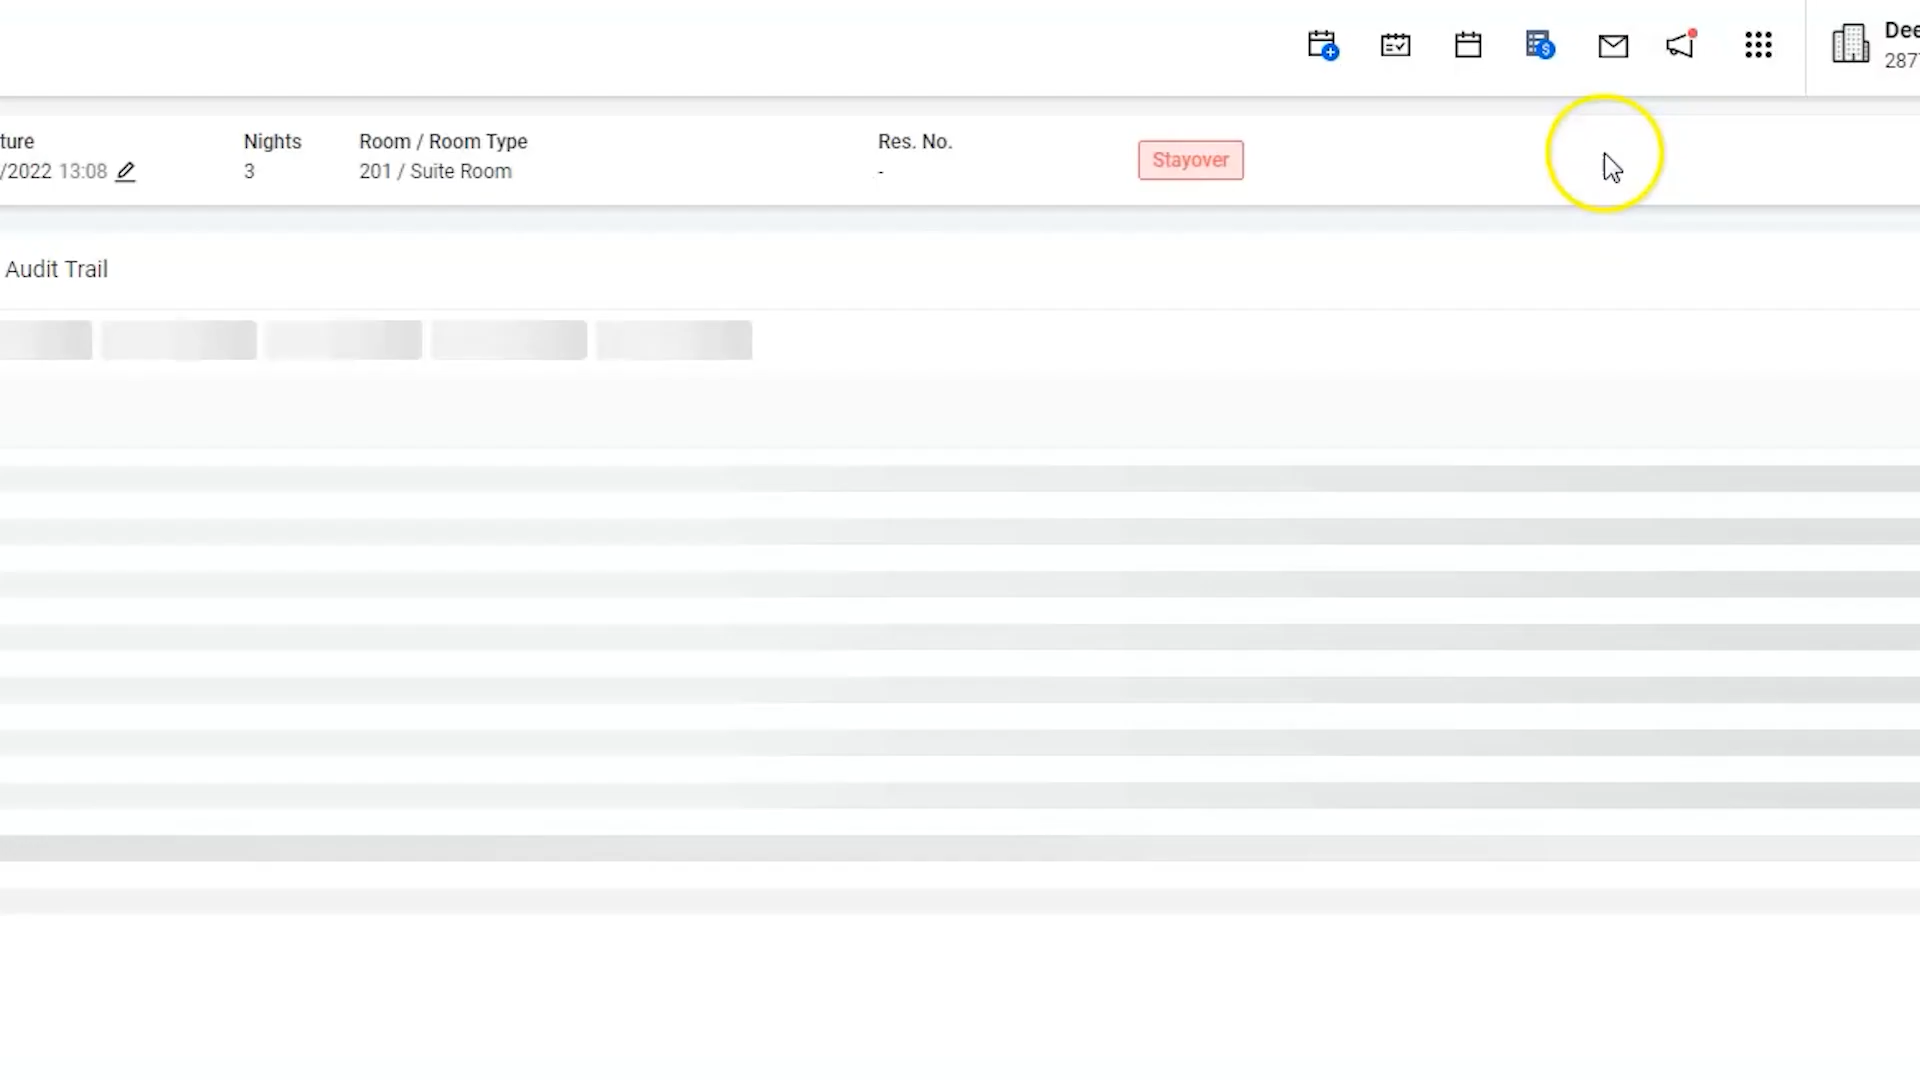 Dee
287
ture
Nights
Room / Room Type
Res. No.
/2022 13:08
3
201 / Suite Room
-
Stayover
Audit Trail